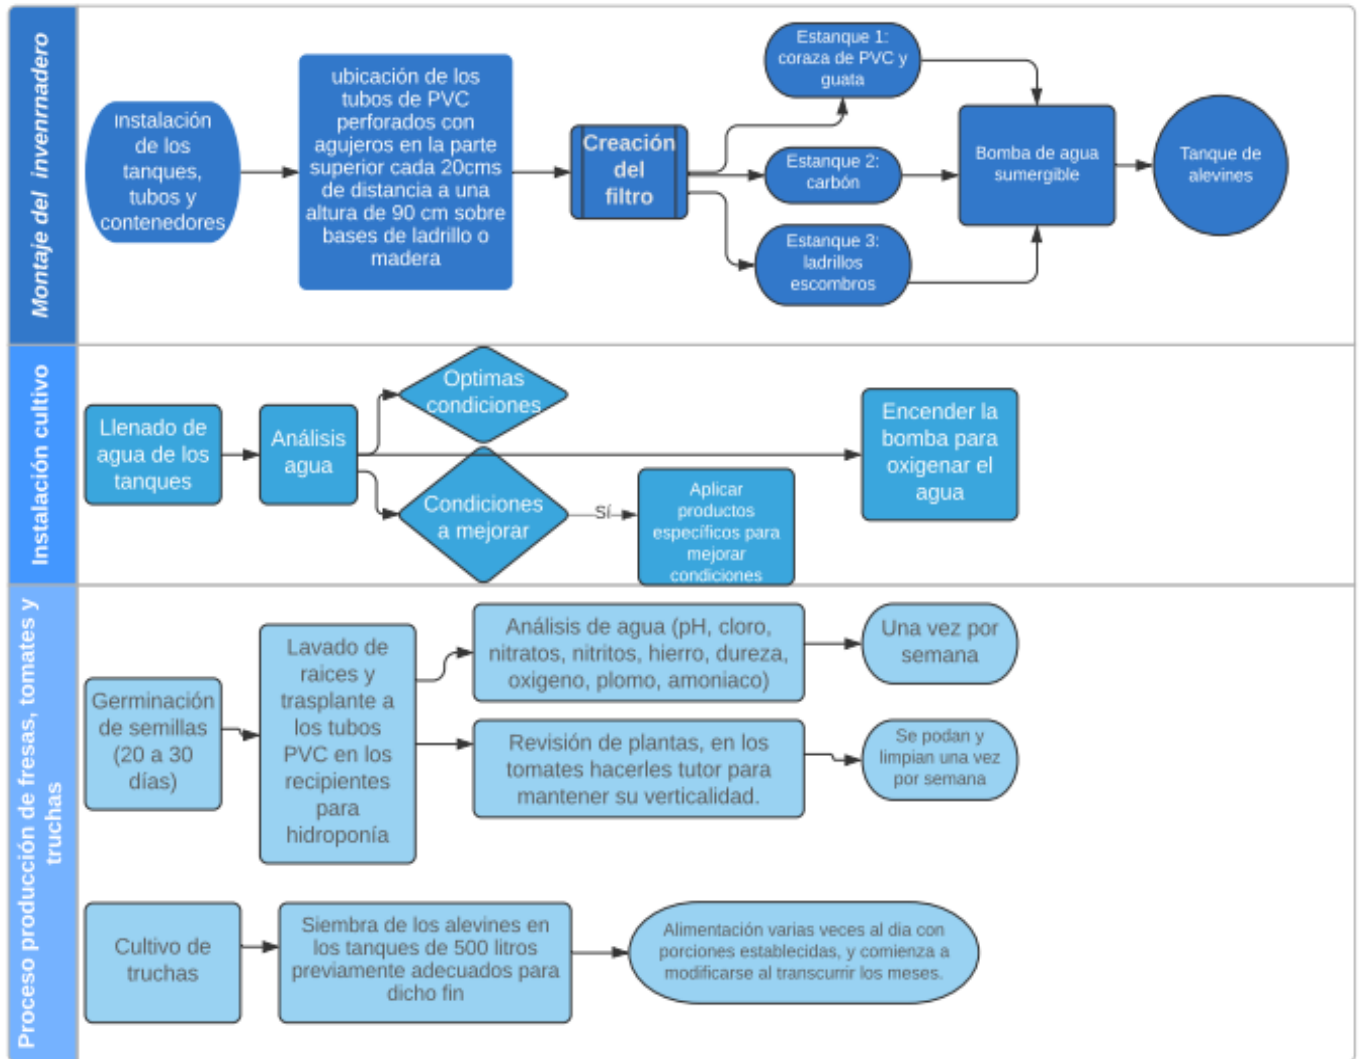 Montaje del invenrnadero
Instalación
de los
tanques,
tubos y
contenedores
ubicación de los
tubos de PVC
perforados con
agujeros en la parte
superior cada 20cms
de distancia a una
altura de 90 cm sobre
bases de ladrillo o
madera
Creación
del
filtro
Estanque 1:
coraza de PVC y
guata
Estanque 2:
carbón
Estanque 3:
ladrillos
escombros
Bomba de agua
sumergible
Tanque de
alevines
Instalación cultivo
Llenado de
agua de los
tanques
Análisis
agua
Optimas
condiciones
Condiciones
a mejorar
Sí
Aplicar
productos
específicos para
mejorar
condiciones
Encender la
bomba para
oxigenar el
agua
Proceso producción de fresas, tomates y
truchas
Germinación
de semillas
(20 a 30
días)
Lavado de
raices y
trasplante a
los tubos
PVC en los
recipientes
para
hidroponía
Análisis de agua (pH, cloro,
nitratos, nitritos, hierro, dureza,
oxigeno, plomo, amoniaco)
Una vez por
semana
Revisión de plantas, en los
tomates hacerles tutor para
mantener su verticalidad.
Se podan y
limpian una vez
por semana
Cultivo de
truchas
Siembra de los alevines en
los tanques de 500 litros
previamente adecuados para
dicho fin
Alimentación varias veces al día con
porciones establecidas, y comienza a
modificarse al transcurrir los meses.